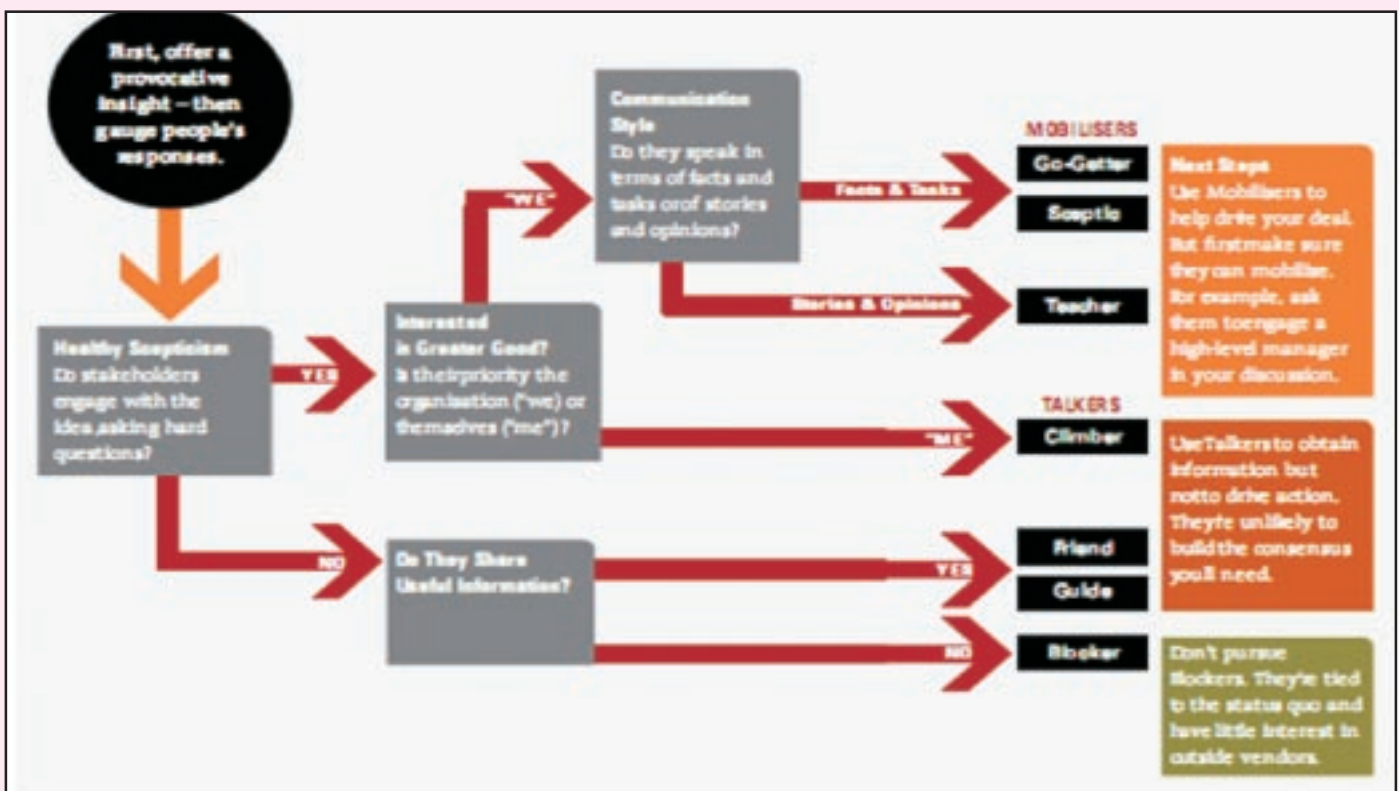 First, offer a
provocative
insight – then
gauge people's
responses.
Healthy Scepticism
Do stakeholders
engage with the
idea,asking hard
questions?
YES
NO
Interested
in Greater Good?
Is theirpriority the
organisation ("we) or
themselves ("me")?
"WE"
"ME"
Communication
Style
Do they speak in
terms of facts and
tasks orof stories
and opinions?
Facts & Tasks
Stories & Opinions
Do They Share
Useful Information?
YES
NO
MOBILISERS
Go-Getter
Sceptic
Teacher
TALKERS
Climber
Friend
Guide
Blocker
Next Steps
Use Mobilisers to
help drive your deal.
But firstmake sure
they can mobilise.
For example, ask
them toengage a
high-level manager
in your discussion.
UseTalkersto obtain
information but
notto drive action.
They're unlikely to
buildthe consensus
you'll need.
Don't pursue
Blockers. They're tied
to the status quo and
have little interest in
outside vendors.